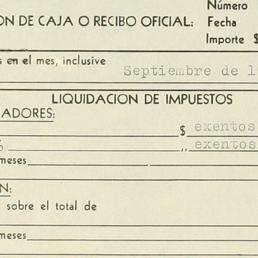 Número
ON DE CAJA O RECIBO OFICIAL: Fecha
Importe $
s en el mes, inclusive
Septiembre de 1
LIQUIDACION DE IMPUESTOS
ADORES:
$ exentos
% ,, exentos
meses
N:
sobre el total de
meses